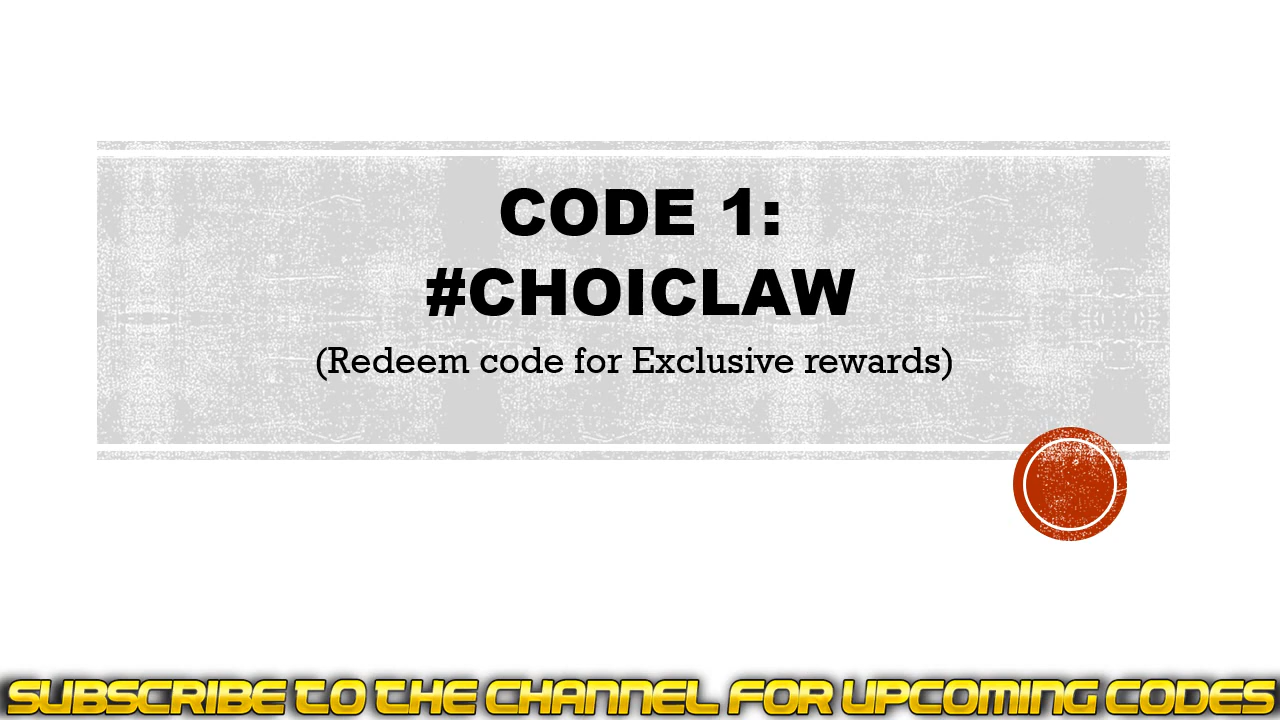 CODE 1:
#CHOICLAW
(Redeem code for Exclusive rewards)
SUBSCRIBE TO THE CHANNEL FOR UPCOMING CODES